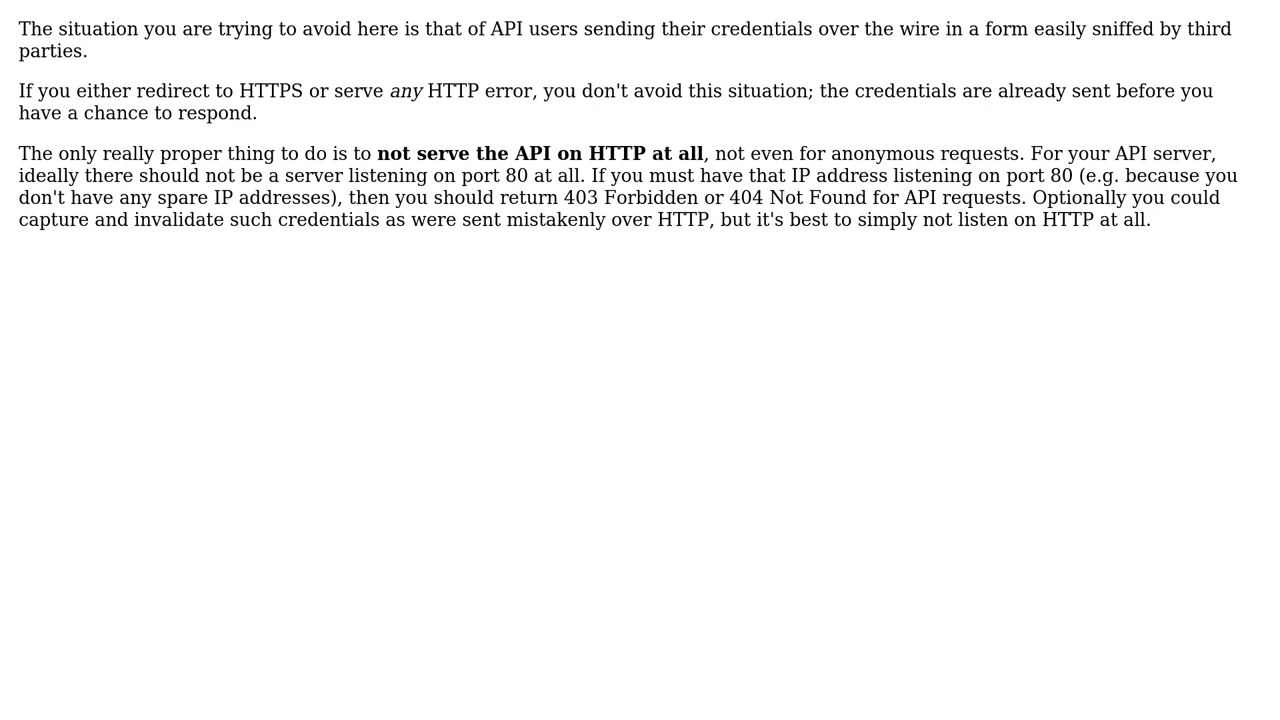 The situation you are trying to avoid here is that of API users sending their credentials over the wire in a form easily sniffed by third
parties.
If you either redirect to HTTPS or serve any HTTP error, you don't avoid this situation; the credentials are already sent before you
have a chance to respond.
The only really proper thing to do is to not serve the API on HTTP at all, not even for anonymous requests. For your API server,
ideally there should not be a server listening on port 80 at all. If you must have that IP address listening on port 80 (e.g. because you
don't have any spare IP addresses), then you should return 403 Forbidden or 404 Not Found for API requests. Optionally you could
capture and invalidate such credentials as were sent mistakenly over HTTP, but it's best to simply not listen on HTTP at all.